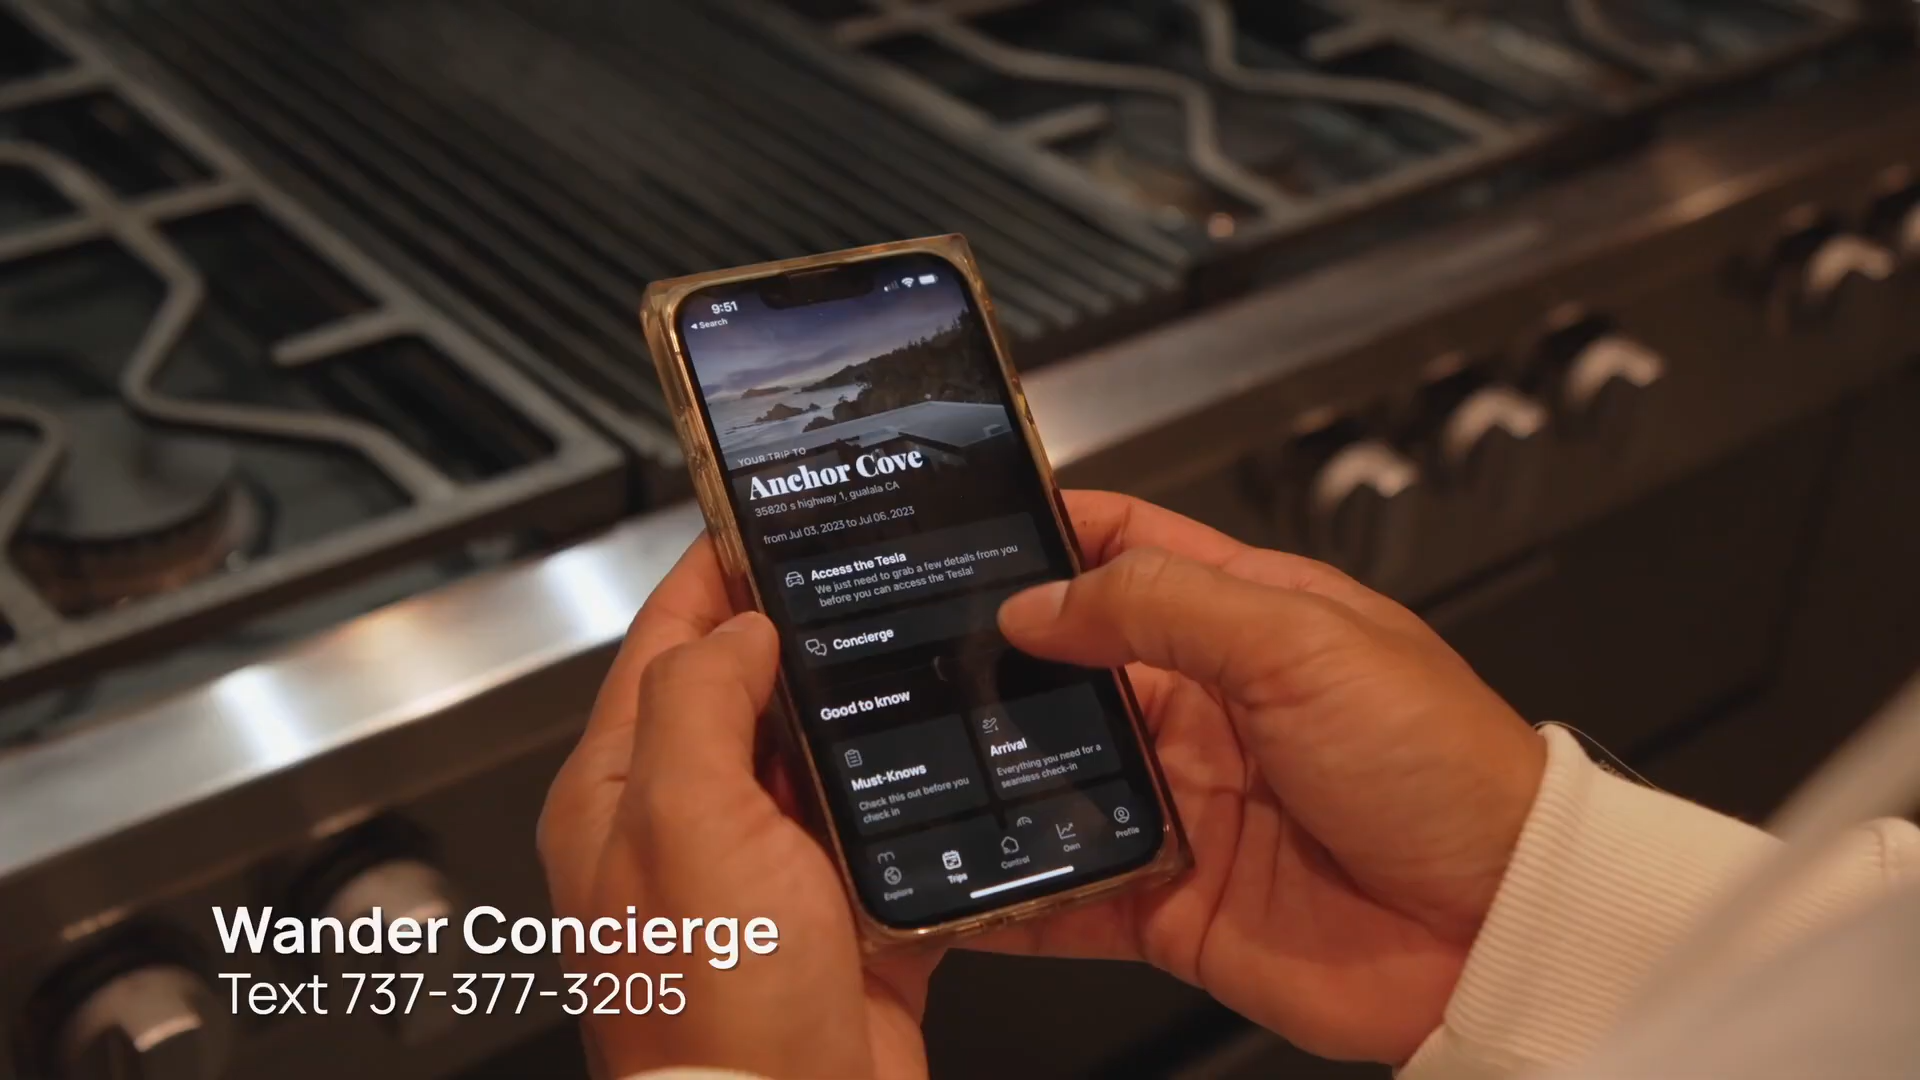 9:51
Search
YOUR TRIP TO
Anchor Cove
35820 s highway 1, gualala CA
from Jul 03, 2023 to Jul 06, 2023
Access the Tesla
We just need to grab a few details from you
before you can access the Tesla!
Concierge
Good to know
Must-Knows
Check this out before you
check in
Arrival
Everything you need for a
seamless check-in
Explore
Trips
Control
Own
Profile
Wander Concierge
Text 737-377-3205